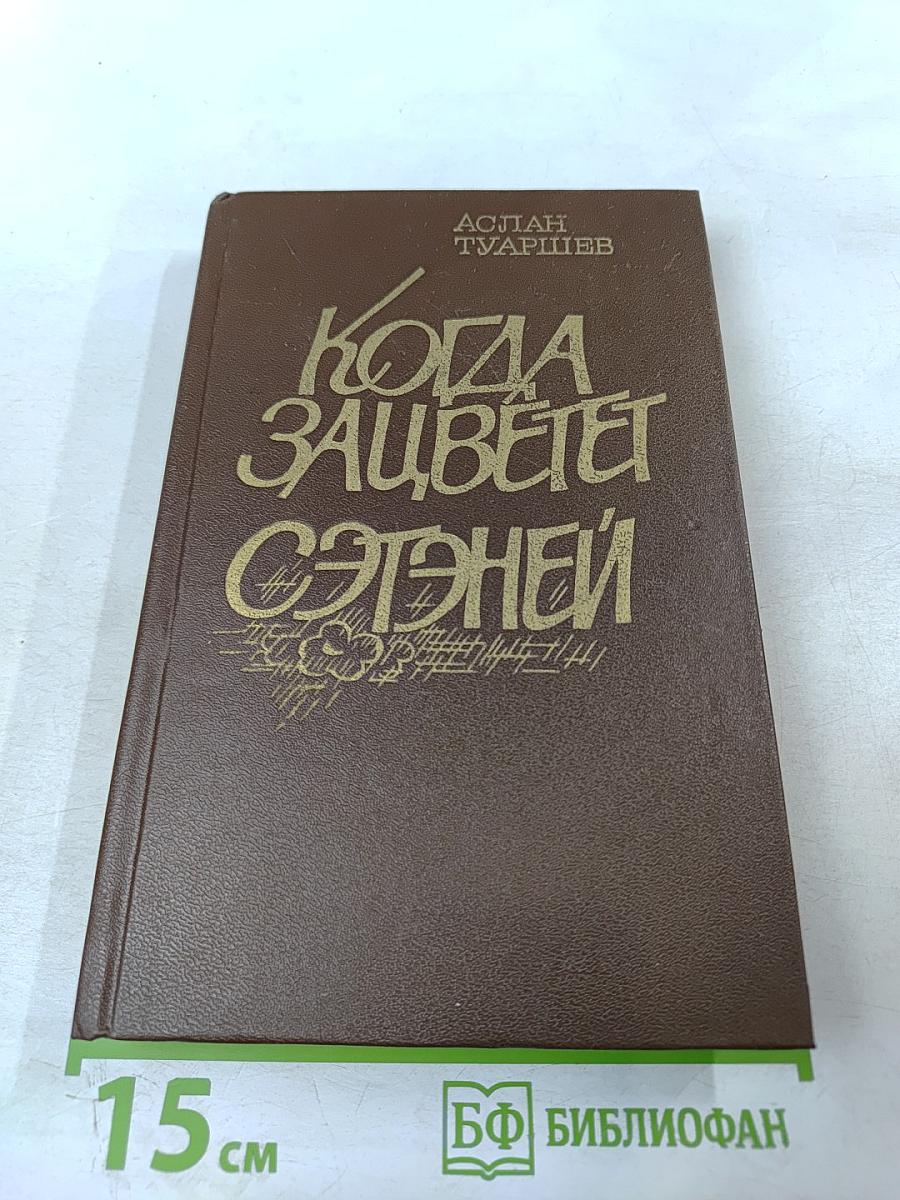 АСЛАН
ТУАРШЕВ
КОГДА
ЗАЦВЕТЕТ
СЭТЭНЕЙ
15 см
БФ БИБЛИОФАН